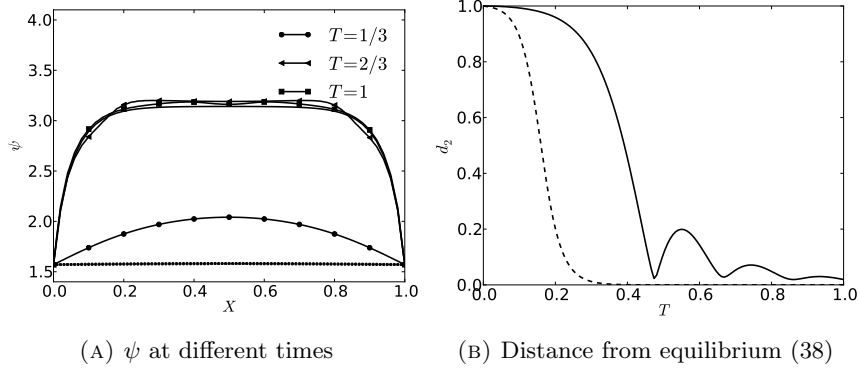 4.0
3.5
3.0
2.5
2.0
1.5
ψ
0.0 0.2 0.4 0.6 0.8 1.0
X
T=1/3
T=2/3
T=1
(A) ψ at different times
1.0
0.8
0.6
0.4
0.2
0.0
d₂
0.0 0.2 0.4 0.6 0.8 1.0
T
(B) Distance from equilibrium (38)